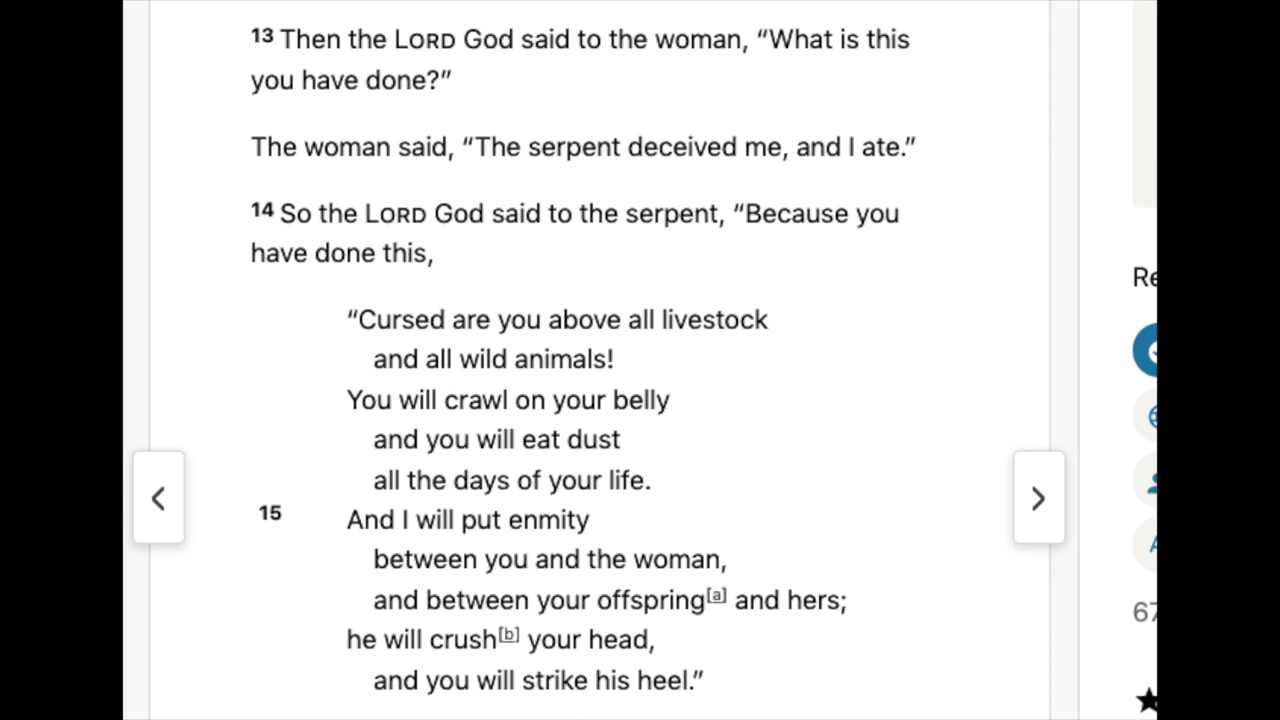 13 Then the LORD God said to the woman, “What is this
you have done?”
The woman said, “The serpent deceived me, and I ate.”
14 So the LORD God said to the serpent, “Because you
have done this,
“Cursed are you above all livestock
and all wild animals!
You will crawl on your belly
and you will eat dust
all the days of your life.
15 And I will put enmity
between you and the woman,
and between your offspring[a] and hers;
he will crush[b] your head,
and you will strike his heel.”
Re
67